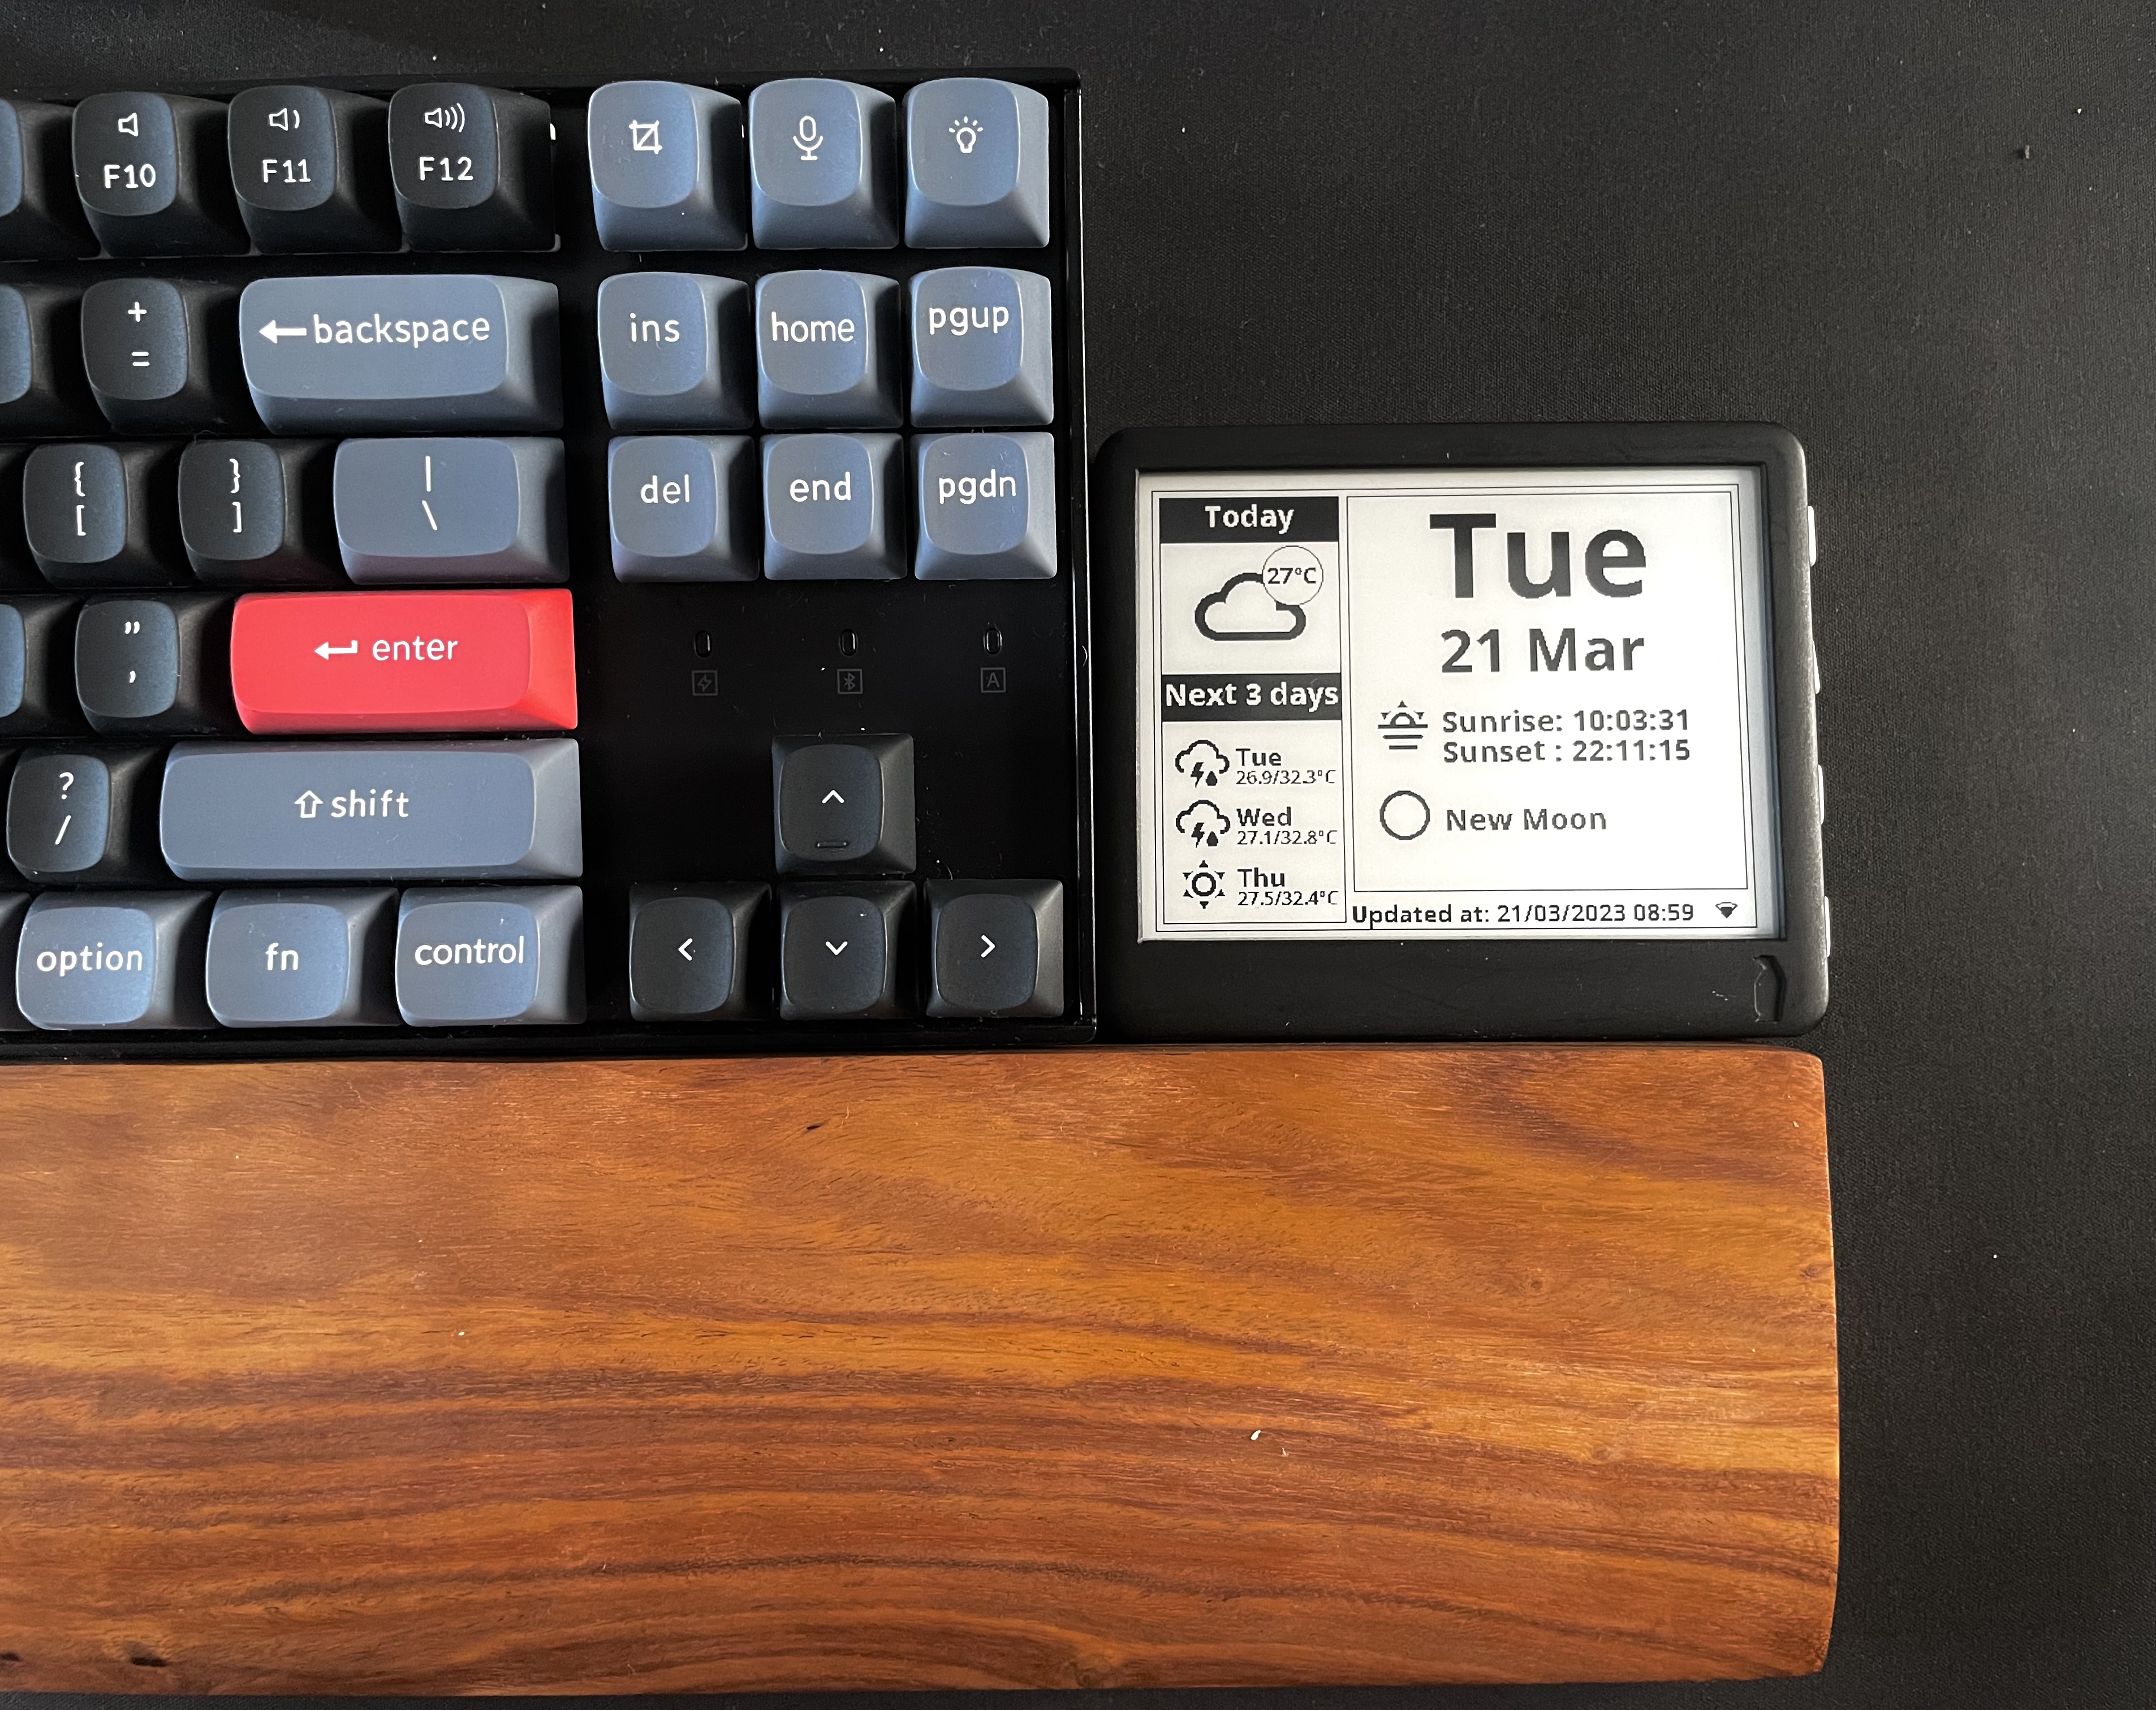 F10
F11
F12
+
=
←backspace
ins
home
pgup
{
[
}
]
|
\
del
end
pgdn
"
,
↵ enter
A
?
/
⇧shift
^
option
fn
control
<
⌄
>
Today
27°C
Next 3 days
Tue
26.9/32.3°C
Wed
27.1/32.8°C
Thu
27.5/32.4°C
Tue
21 Mar
Sunrise: 10:03:31
Sunset : 22:11:15
New Moon
Updated at: 21/03/2023 08:59